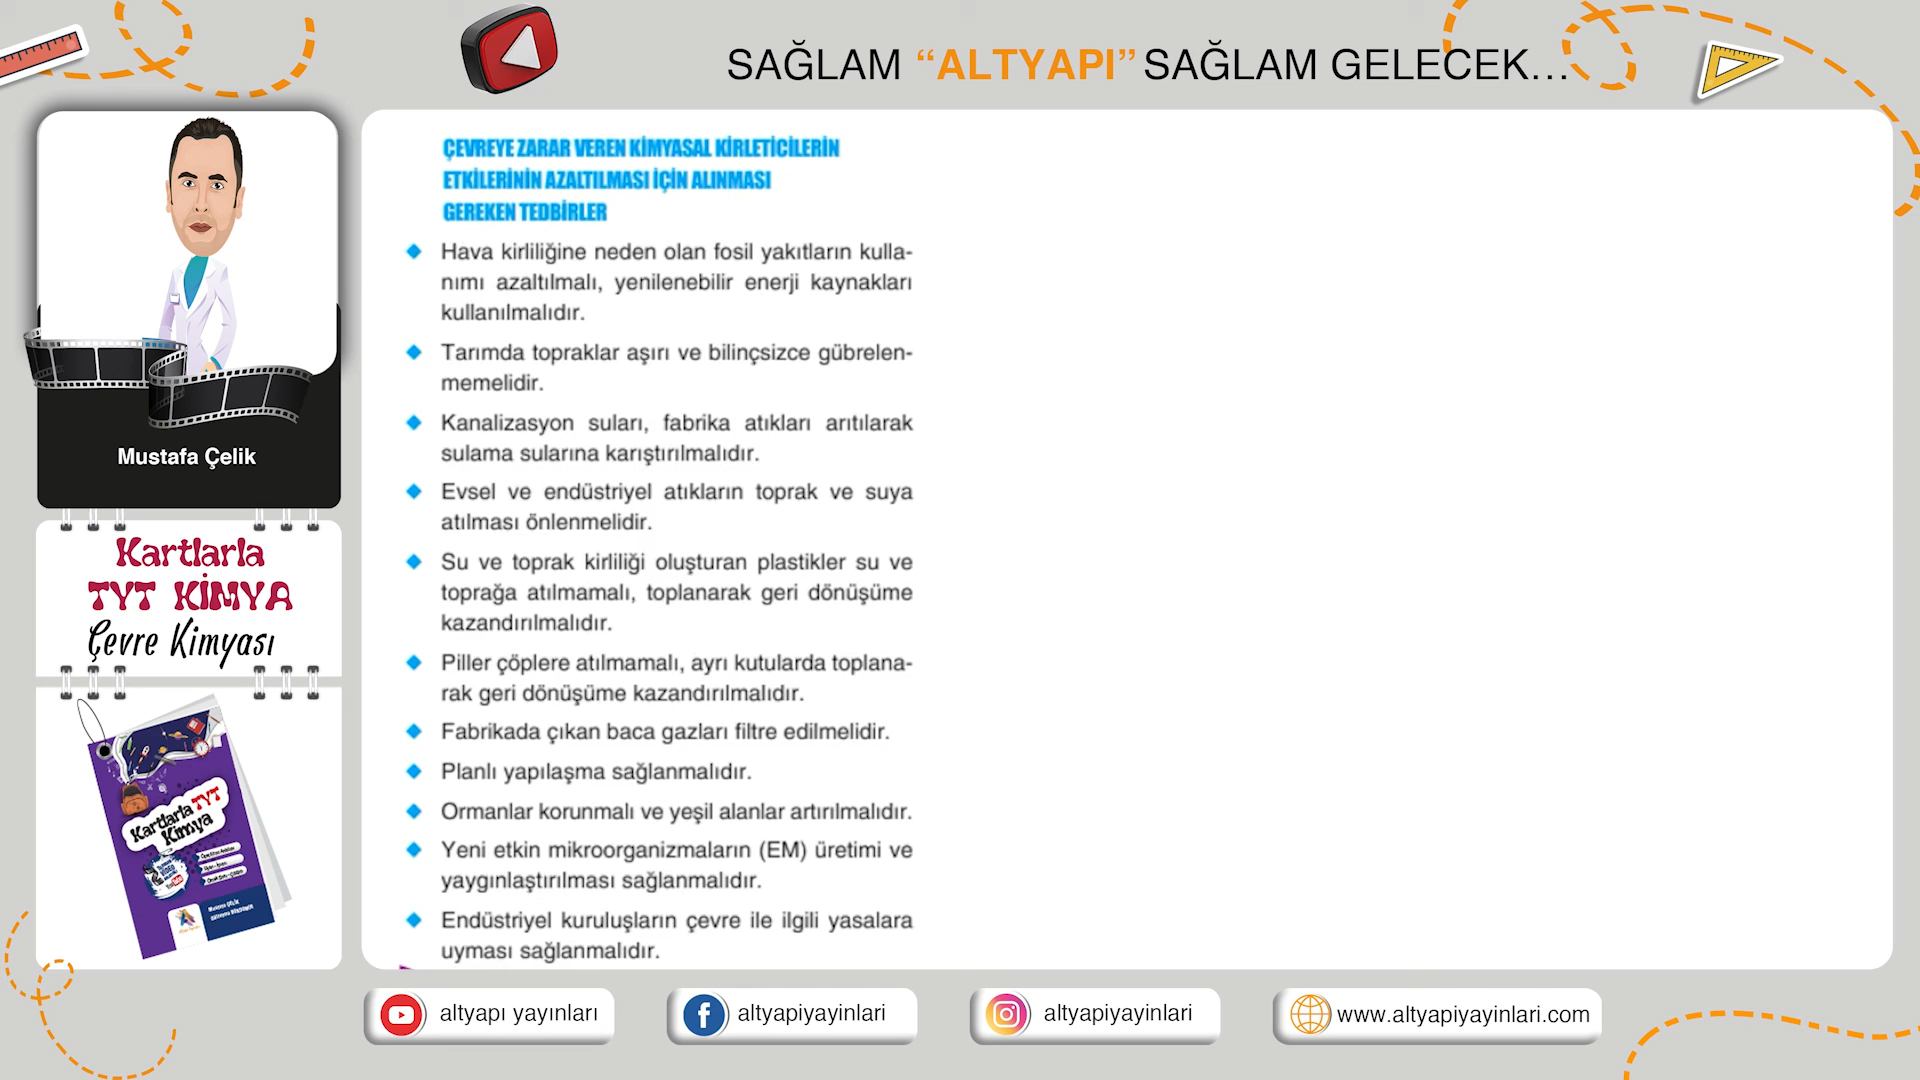 SAĞLAM “ALTYAPI” SAĞLAM GELECEK...
Mustafa Çelik
Kartlarla
TYT KİMYA
Çevre Kimyası
Kartlarla TYT
Kimya
ÇEVREYE ZARAR VEREN KİMYASAL KİRLETİCİLERİN
ETKİLERİNİN AZALTILMASI İÇİN ALINMASI
GEREKEN TEDBİRLER
Hava kirliliğine neden olan fosil yakıtların kulla-
nımı azaltılmalı, yenilenebilir enerji kaynakları
kullanılmalıdır.
Tarımda topraklar aşırı ve bilinçsizce gübrelen-
memelidir.
Kanalizasyon suları, fabrika atıkları arıtılarak
sulama sularına karıştırılmalıdır.
Evsel ve endüstriyel atıkların toprak ve suya
atılması önlenmelidir.
Su ve toprak kirliliği oluşturan plastikler su ve
toprağa atılmamalı, toplanarak geri dönüşüme
kazandırılmalıdır.
Piller çöplere atılmamalı, ayrı kutularda toplana-
rak geri dönüşüme kazandırılmalıdır.
Fabrikada çıkan baca gazları filtre edilmelidir.
Planlı yapılaşma sağlanmalıdır.
Ormanlar korunmalı ve yeşil alanlar artırılmalıdır.
Yeni etkin mikroorganizmaların (EM) üretimi ve
yaygınlaştırılması sağlanmalıdır.
Endüstriyel kuruluşların çevre ile ilgili yasalara
uyması sağlanmalıdır.
altyapı yayınları
altyapiyayinlari
altyapiyayinlari
www.altyapiyayinlari.com